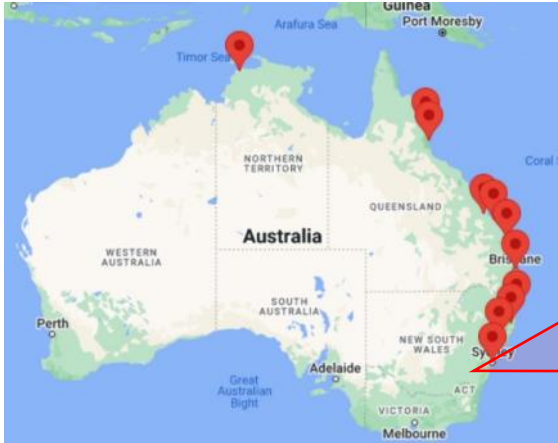 Guinea
Port Moresby
Arafura Sea
Timor Sea
Coral S
NORTHERN
TERRITORY
QUEENSLAND
Australia
WESTERN
AUSTRALIA
Brisbane
SOUTH
AUSTRALIA
Perth
NEW SOUTH
WALES
Sydney
Adelaide
Great
Australian
Bight
ACT
VICTORIA
Melbourne